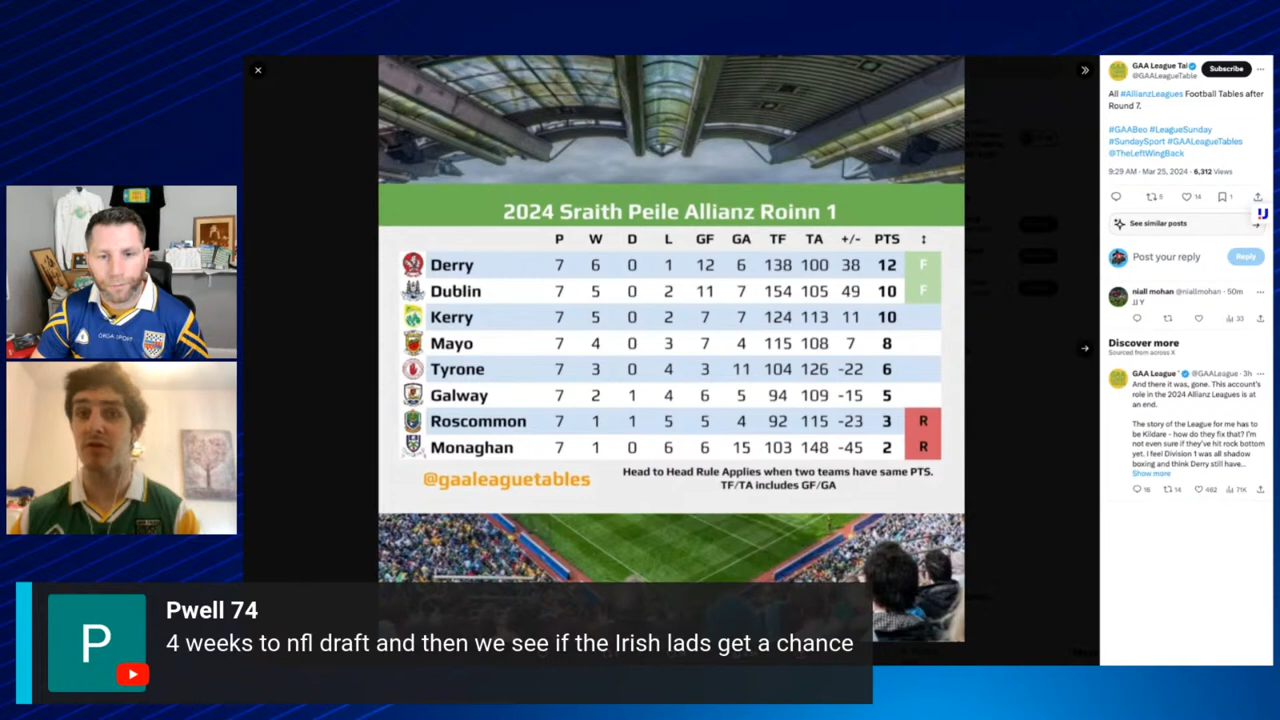 2024 Sraith Peile Allianz Roinn 1
P W D L GF GA TF TA +/- PTS ↕
Derry 7 6 0 1 12 6 138 100 38 12 F
Dublin 7 5 0 2 11 7 154 105 49 10 F
Kerry 7 5 0 2 7 7 124 113 11 10
Mayo 7 4 0 3 7 4 115 108 7 8
Tyrone 7 3 0 4 3 11 104 126 -22 6
Galway 7 2 1 4 6 5 94 109 -15 5
Roscommon 7 1 1 5 5 4 92 115 -23 3 R
Monaghan 7 1 0 6 6 15 103 148 -45 2 R
@gaaleaguetables
Head to Head Rule Applies when two teams have same PTS.
TF/TA includes GF/GA
GAA League Tal
@GAALeagueTable
Subscribe
All #AllianzLeagues Football Tables after
Round 7.
#GAABeo #LeagueSunday
#SundaySport #GAALeagueTables
@TheLeftWingBack
9:29 AM · Mar 25, 2024 · 6,312 Views
5 14 1
See similar posts
Post your reply
Reply
niall mohan @niallmohan · 50m
JJ Y
33
Discover more
Sourced from across X
GAA League @GAALeague · 3h
And there it was, gone. This account's
role in the 2024 Allianz Leagues is at
an end.
The story of the League for me has to
be Kildare - how do they fix that? I'm
not even sure if they've hit rock bottom
yet. I feel Division 1 was all shadow
boxing and think Derry still have...
Show more
16 14 462 71K
P
Pwell 74
4 weeks to nfl draft and then we see if the Irish lads get a chance